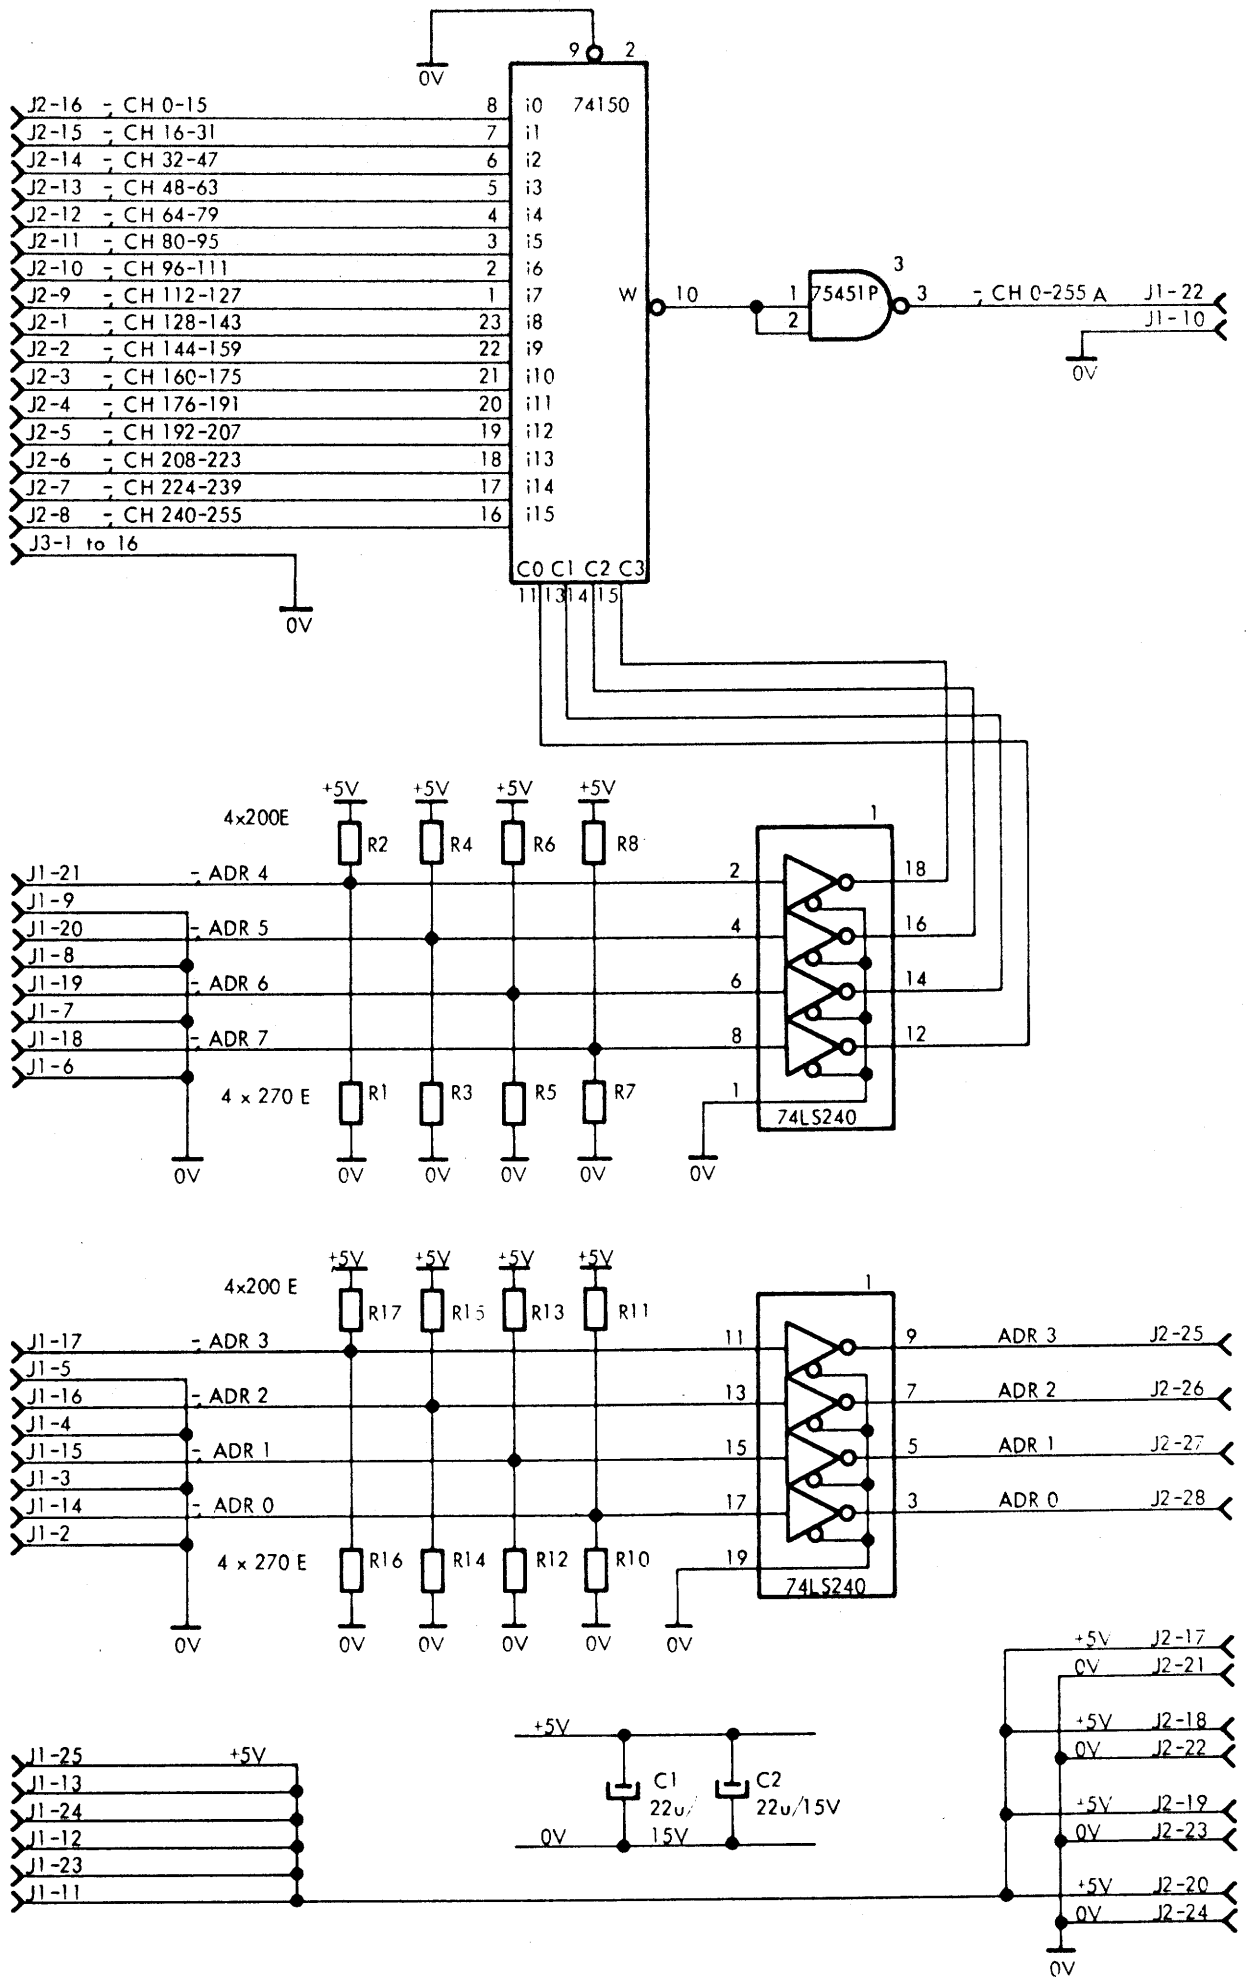 9 2
0V
J2-16 -, CH 0-15 8 i0 74150
J2-15 -, CH 16-31 7 i1
J2-14 -, CH 32-47 6 i2
J2-13 -, CH 48-63 5 i3
J2-12 -, CH 64-79 4 i4
J2-11 -, CH 80-95 3 i5
J2-10 -, CH 96-111 2 i6
J2-9 -, CH 112-127 1 i7 W 10
J2-1 -, CH 128-143 23 i8
J2-2 -, CH 144-159 22 i9
J2-3 -, CH 160-175 21 i10
J2-4 -, CH 176-191 20 i11
J2-5 -, CH 192-207 19 i12
J2-6 -, CH 208-223 18 i13
J2-7 -, CH 224-239 17 i14
J2-8 -, CH 240-255 16 i15
J3-1 to 16
0V
C0 C1 C2 C3
11 13 14 15
3
1 75451P 3 -, CH 0-255 A J1-22
2 J1-10
0V
+5V +5V +5V +5V
4x200E
R2 R4 R6 R8
1
J1-21 -, ADR 4 2 18
J1-9
J1-20 -, ADR 5 4 16
J1-8
J1-19 -, ADR 6 6 14
J1-7
J1-18 -, ADR 7 8 12
J1-6
4 x 270 E R1 R3 R5 R7 1
74LS240
0V 0V 0V 0V 0V 0V
+5V +5V +5V +5V
4x200 E
R17 R15 R13 R11
1
J1-17 -, ADR 3 11 9 ADR 3 J2-25
J1-5
J1-16 -, ADR 2 13 7 ADR 2 J2-26
J1-4
J1-15 -, ADR 1 15 5 ADR 1 J2-27
J1-3
J1-14 -, ADR 0 17 3 ADR 0 J2-28
J1-2
4 x 270 E R16 R14 R12 R10 19
74LS240
0V 0V 0V 0V 0V 0V
+5V J2-17
0V J2-21
+5V J2-18
0V J2-22
+5V J2-19
0V J2-23
+5V J2-20
0V J2-24
0V
+5V
C1 C2
22u/ 22u/15V
0V 15V
J1-25 +5V
J1-13
J1-24
J1-12
J1-23
J1-11